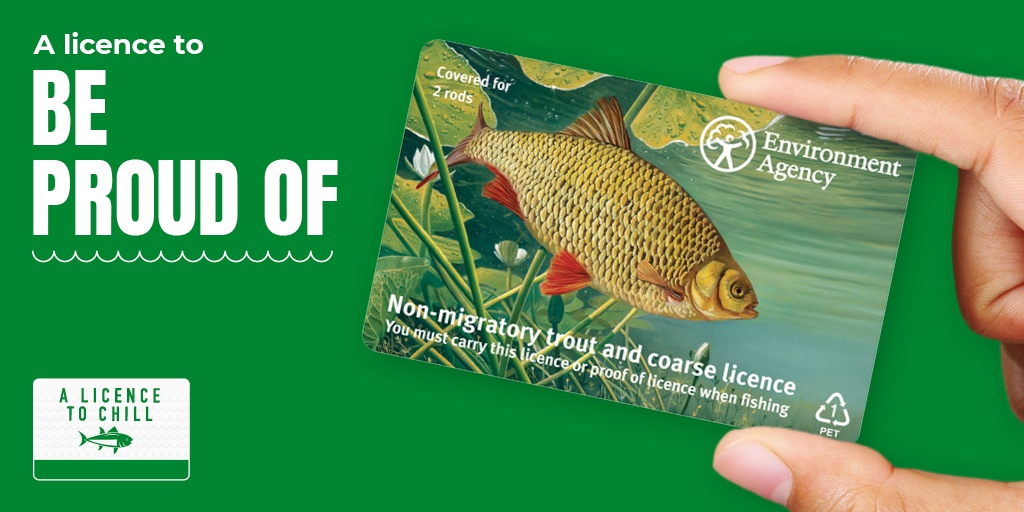 A licence to
BE
PROUD OF
A LICENCE
TO CHILL
Covered for
2 rods
Environment
Agency
Non-migratory trout and coarse licence
You must carry this licence or proof of licence when fishing
1
PET